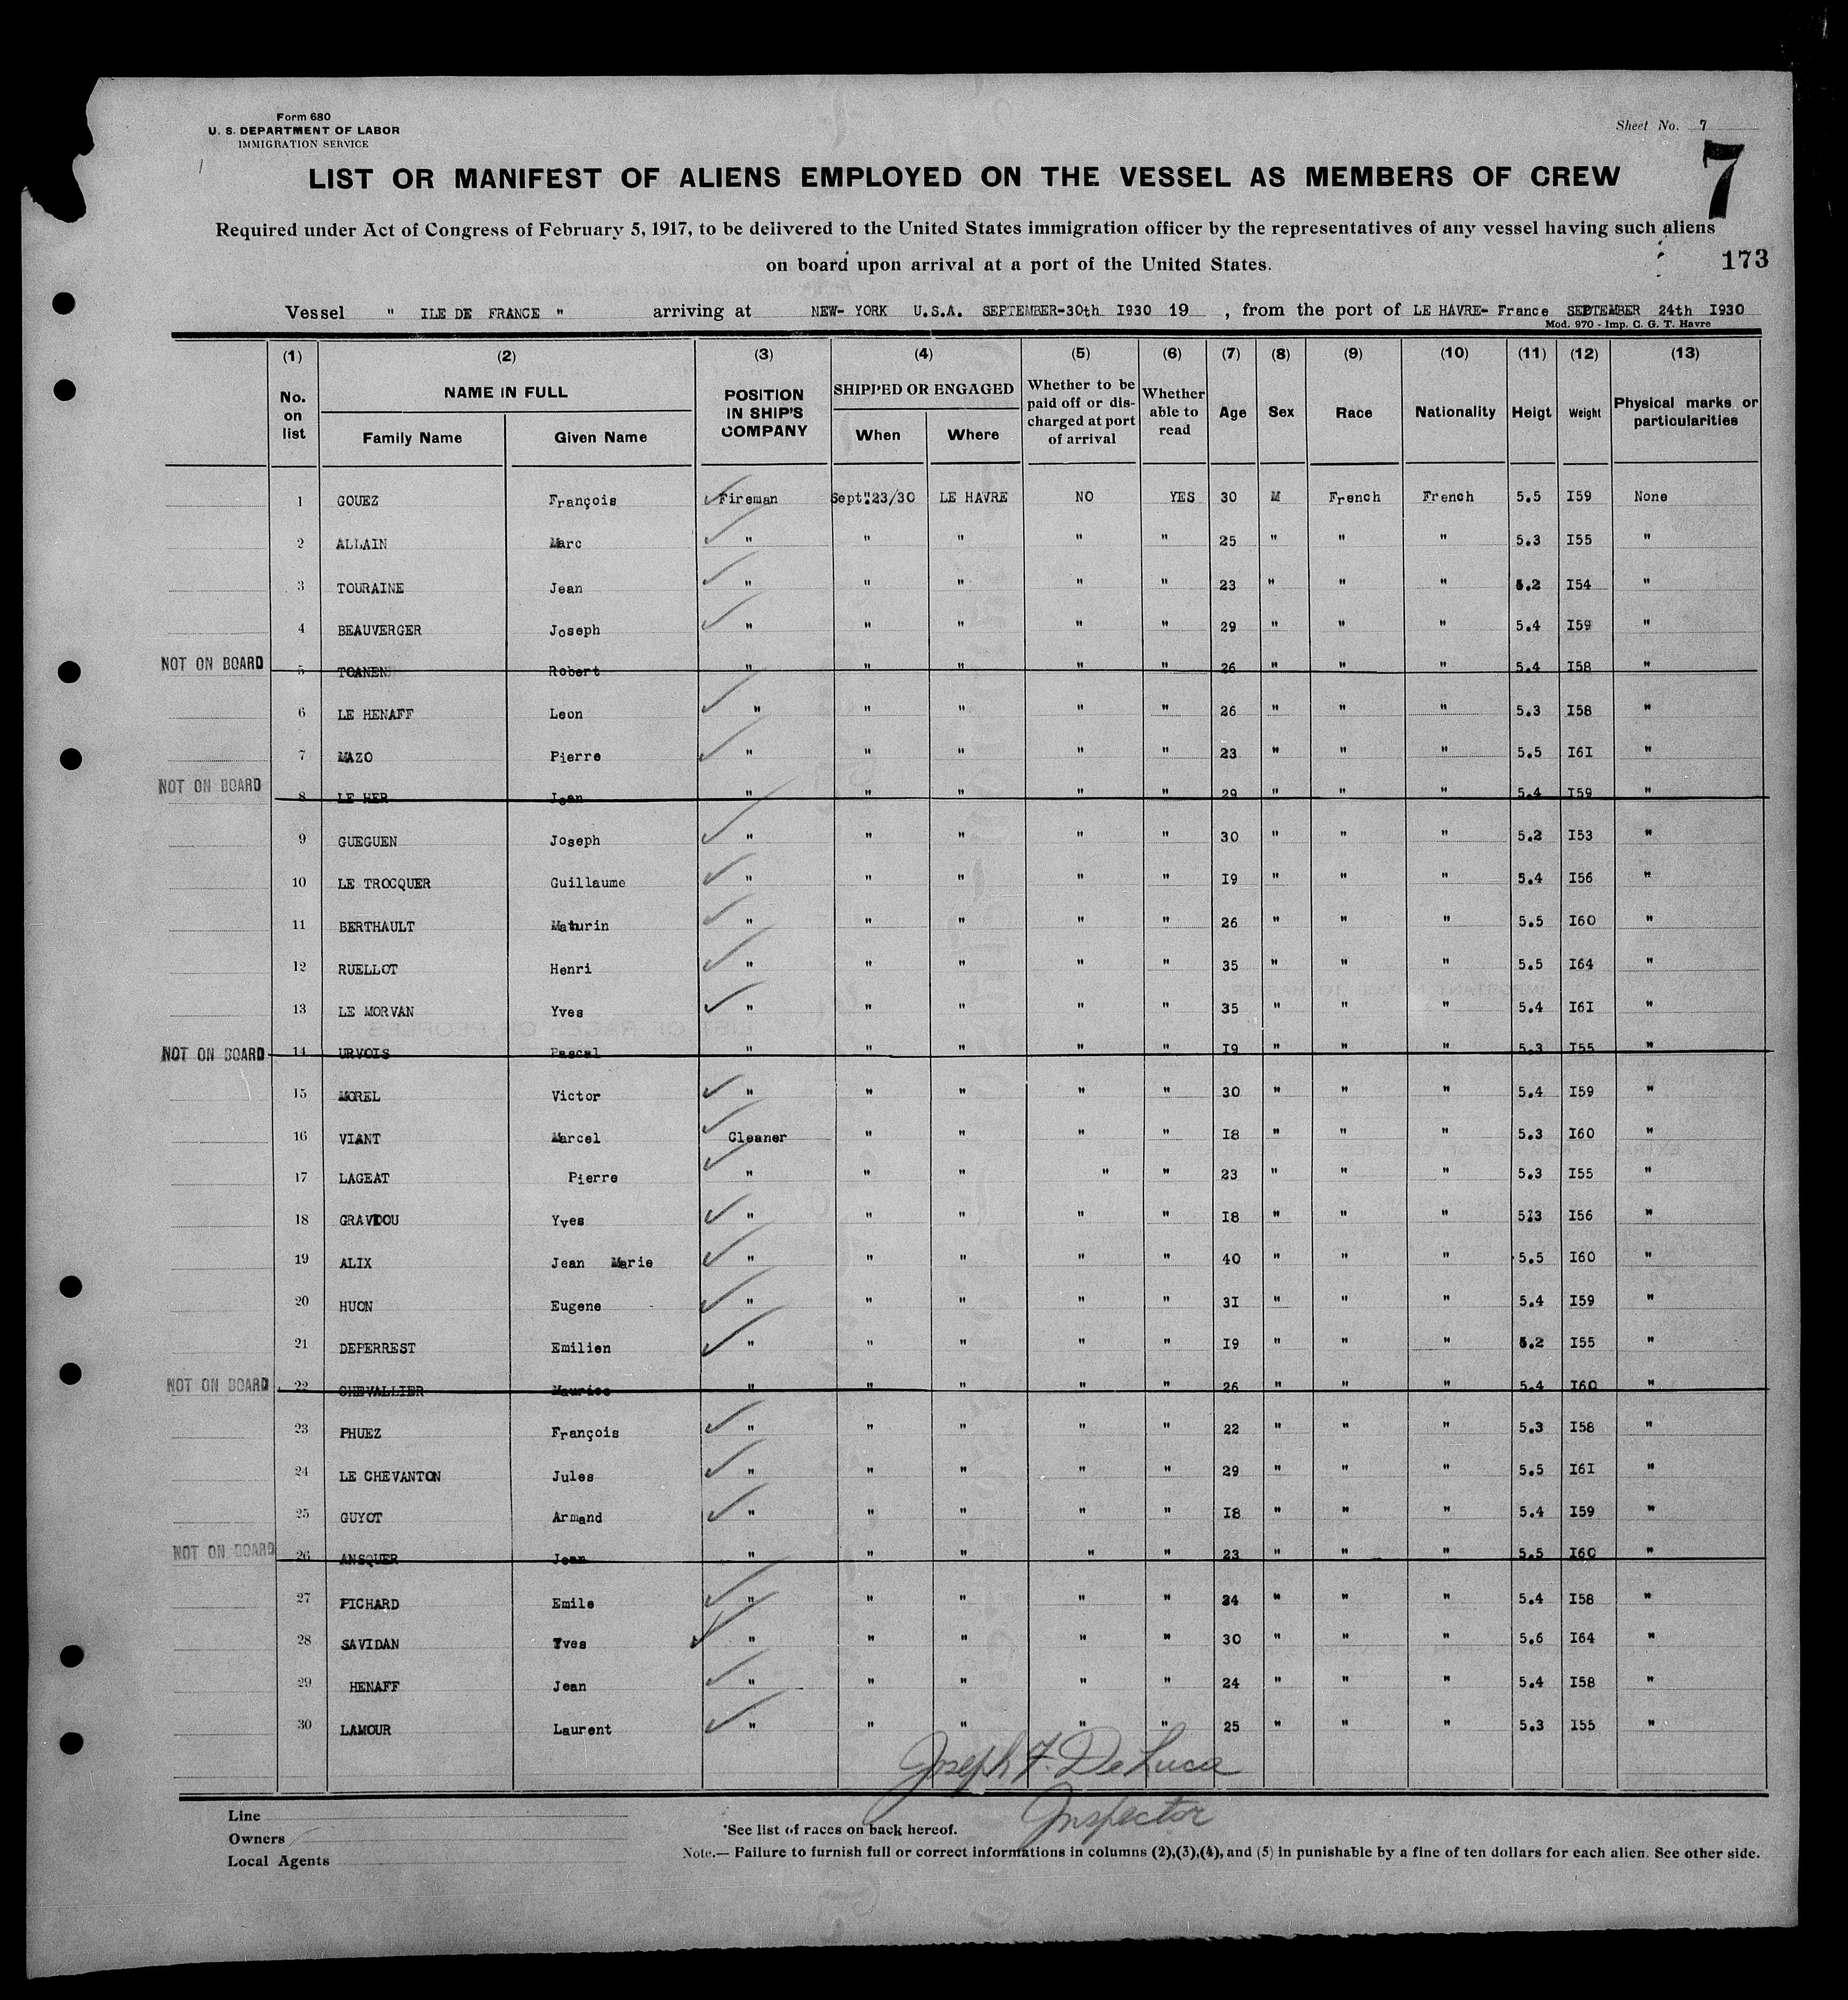 Form 680
U. S. DEPARTMENT OF LABOR
IMMIGRATION SERVICE
Sheet No. 7
7
LIST OR MANIFEST OF ALIENS EMPLOYED ON THE VESSEL AS MEMBERS OF CREW
Required under Act of Congress of February 5, 1917, to be delivered to the United States immigration officer by the representatives of any vessel having such aliens
on board upon arrival at a port of the United States.
173
Vessel " ILE DE FRANCE " arriving at NEW- YORK U.S.A. SEPTEMBER-30th I930 19 , from the port of LE HAVRE- France SEPTEMBER 24th I930
Mod. 970 - Imp. C. G. T. Havre
(1) (2) (3) (4) (5) (6) (7) (8) (9) (10) (11) (12) (13)
No. on list NAME IN FULL Family Name Given Name POSITION IN SHIP'S COMPANY SHIPPED OR ENGAGED When Where Whether to be paid off or discharged at port of arrival Whether able to read Age Sex Race Nationality Heigt Weight Physical marks or particularities
1 GOUEZ François Fireman Sept".23/30 LE HAVRE NO YES 30 M French French 5.5 I59 None
2 ALLAIN Marc " " " " " 25 " " " 5.3 I55 "
3 TOURAINE Jean " " " " " 23 " " " 5.2 I54 "
4 BEAUVERGER Joseph " " " " " 29 " " " 5.4 I59 "
NOT ON BOARD 5 TOANEN Robert " " " " " 26 " " " 5.4 I58 "
6 LE HENAFF Leon " " " " " 26 " " " 5.3 I58 "
7 MAZO Pierre " " " " " 23 " " " 5.5 I6I "
NOT ON BOARD 8 LE HER Jean " " " " " 29 " " " 5.4 I59 "
9 GUEGUEN Joseph " " " " " 30 " " " 5.2 I53 "
10 LE TROCQUER Guillaume " " " " " I9 " " " 5.4 I56 "
11 BERTHAULT Maturin " " " " " 26 " " " 5.5 I60 "
12 RUELLOT Henri " " " " " 35 " " " 5.5 I64 "
13 LE MORVAN Yves " " " " " 35 " " " 5.4 I6I "
NOT ON BOARD 14 URVOIS Pascal " " " " " I9 " " " 5.3 I55 "
15 MOREL Victor " " " " " 30 " " " 5.4 I59 "
16 VIANT Marcel Cleaner " " " " I8 " " " 5.3 I60 "
17 LAGEAT Pierre " " " " " 23 " " " 5.3 I55 "
18 GRAVIDOU Yves " " " " " I8 " " " 5.3 I56 "
19 ALIX Jean Marie " " " " " 40 " " " 5.5 I60 "
20 HUON Eugene " " " " " 3I " " " 5.4 I59 "
21 DEPERREST Emilien " " " " " I9 " " " 5.2 I55 "
NOT ON BOARD 22 CHEVALLIER Maurice " " " " " 26 " " " 5.4 I60 "
23 PHUEZ François " " " " " 22 " " " 5.3 I58 "
24 LE CHEVANTON Jules " " " " " 29 " " " 5.5 I6I "
25 GUYOT Armand " " " " " I8 " " " 5.4 I59 "
NOT ON BOARD 26 ANSQUER Jean " " " " " 23 " " " 5.5 I60 "
27 PICHARD Emile " " " " " 24 " " " 5.4 I58 "
28 SAVIDAN Yves " " " " " 30 " " " 5.6 I64 "
29 HENAFF Jean " " " " " 24 " " " 5.4 I58 "
30 LAMOUR Laurent " " " " " 25 " " " 5.3 I55 "
Joseph F. DeLuca
Inspector
Line
Owners
Local Agents
*See list of races on back hereof.
Note.— Failure to furnish full or correct informations in columns (2),(3),(4), and (5) in punishable by a fine of ten dollars for each alien. See other side.